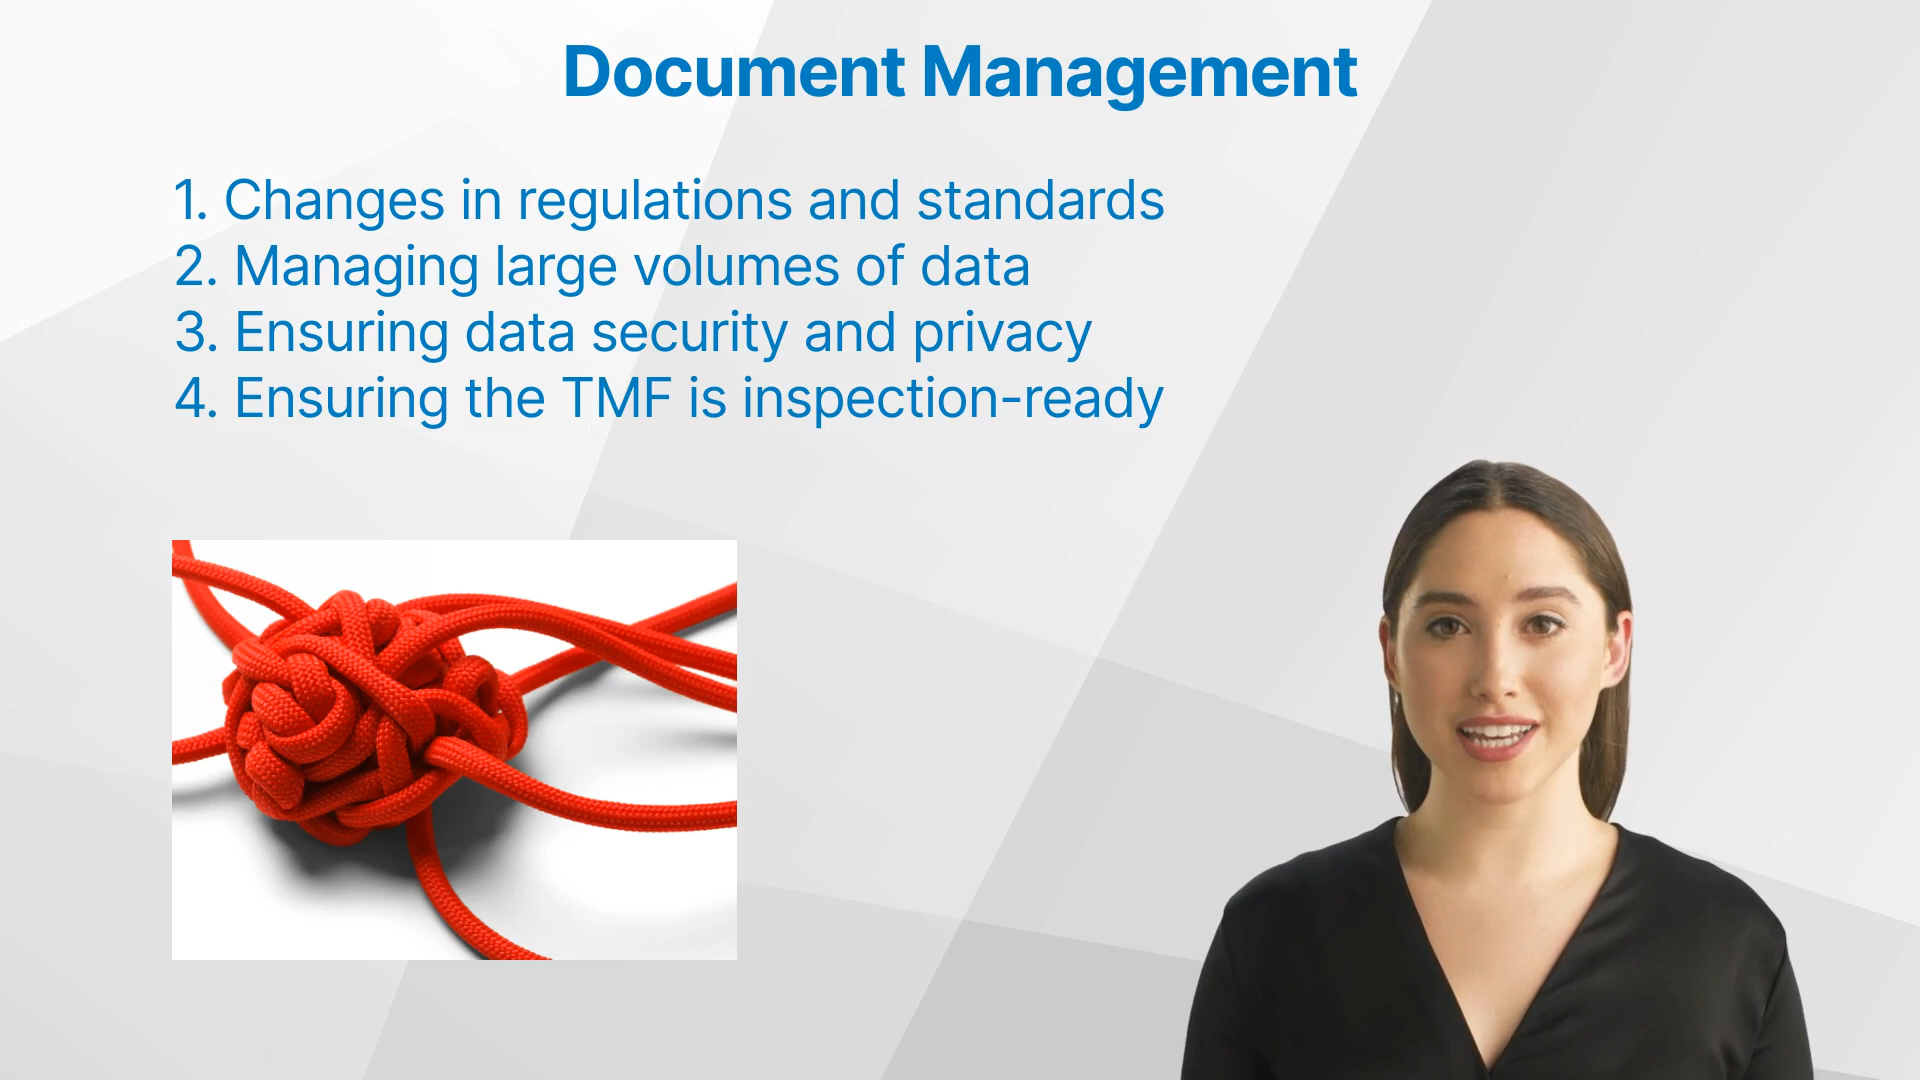 Document Management
1. Changes in regulations and standards
2. Managing large volumes of data
3. Ensuring data security and privacy
4. Ensuring the TMF is inspection-ready